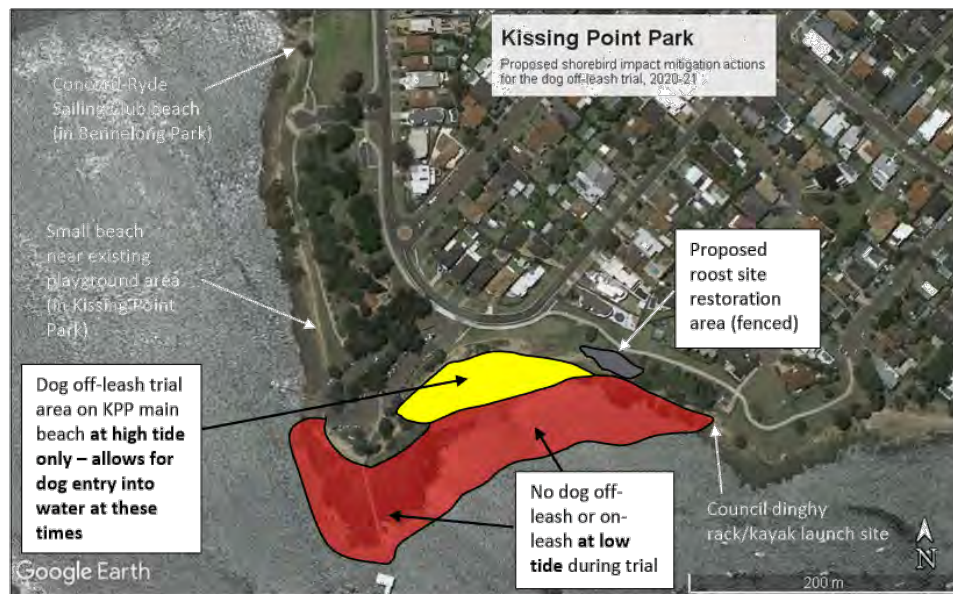 Kissing Point Park
Proposed shorebird impact mitigation actions
for the dog off-leash trial, 2020-21
Concord-Ryde
Sailing Club beach
(in Bennelong Park)
Small beach
near existing
playground area
(in Kissing Point
Park)
Proposed
roost site
restoration
area (fenced)
Dog off-leash trial
area on KPP main
beach at high tide
only – allows for
dog entry into
water at these
times
No dog off-
leash or on-
leash at low
tide during trial
Council dinghy
rack/kayak launch site
N
Google Earth
200 m